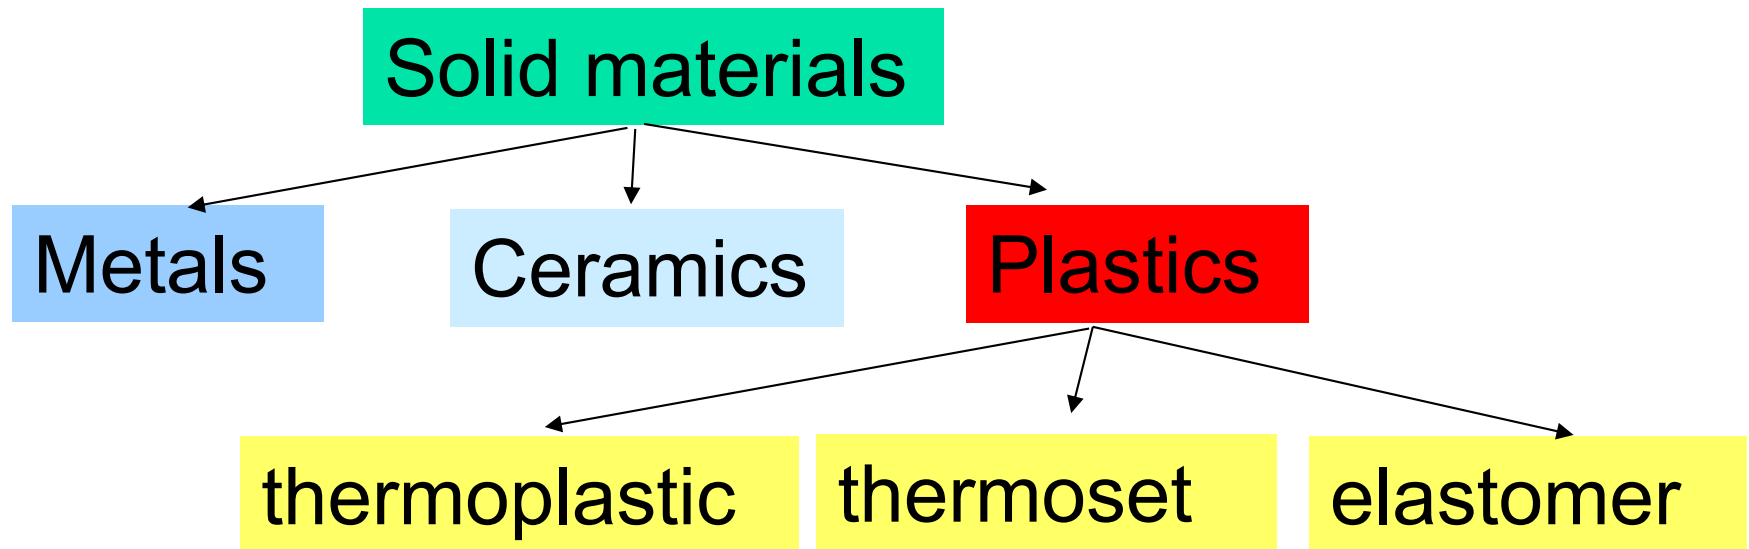 Solid materials
Metals
Ceramics
Plastics
thermoplastic
thermoset
elastomer